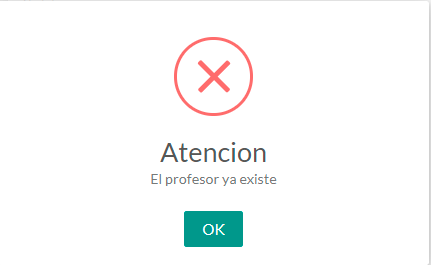 Atencion
El profesor ya existe
OK